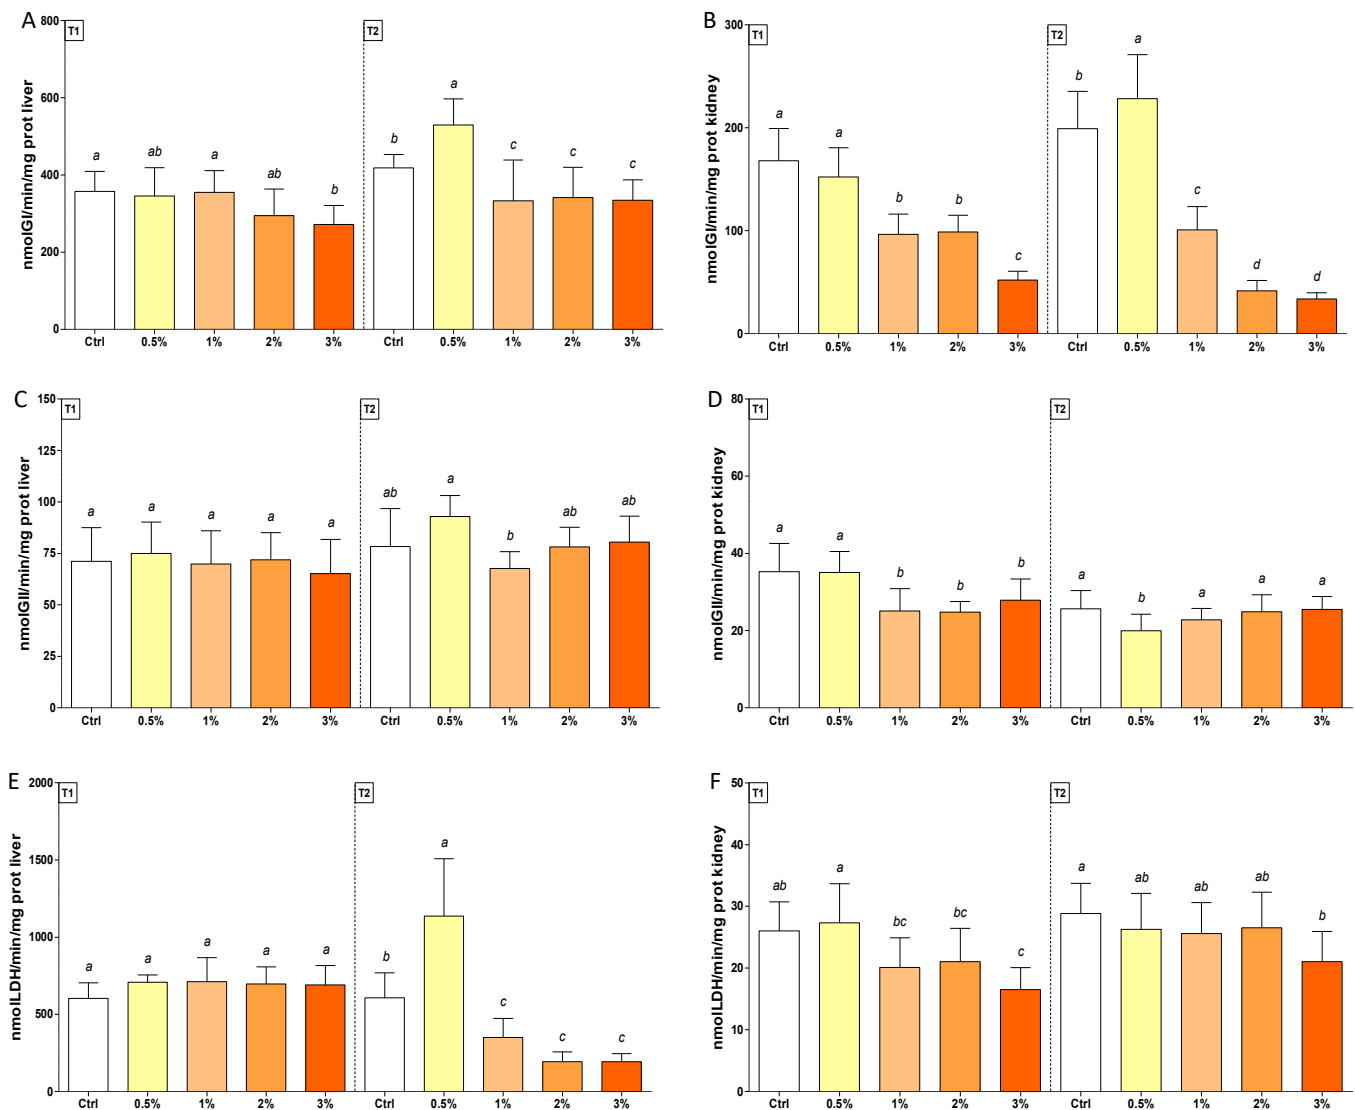 A
nmolGI/min/mg prot liver
800
600
400
200
0
T1
T2
a
ab
a
ab
b
b
a
c
c
c
Ctrl 0.5% 1% 2% 3% Ctrl 0.5% 1% 2% 3%
B
nmolGI/min/mg prot kidney
300
200
100
0
T1
T2
a
a
b
b
c
b
a
c
d
d
Ctrl 0.5% 1% 2% 3% Ctrl 0.5% 1% 2% 3%
C
nmolGII/min/mg prot liver
150
125
100
75
50
25
0
T1
T2
a
a
a
a
a
ab
a
b
ab
ab
Ctrl 0.5% 1% 2% 3% Ctrl 0.5% 1% 2% 3%
D
nmolGII/min/mg prot kidney
80
60
40
20
0
T1
T2
a
a
b
b
b
a
b
a
a
a
Ctrl 0.5% 1% 2% 3% Ctrl 0.5% 1% 2% 3%
E
nmolLDH/min/mg prot liver
2000
1500
1000
500
0
T1
T2
a
a
a
a
a
b
a
c
c
c
Ctrl 0.5% 1% 2% 3% Ctrl 0.5% 1% 2% 3%
F
nmolLDH/min/mg prot kidney
50
40
30
20
10
0
T1
T2
ab
a
bc
bc
c
a
ab
ab
ab
b
Ctrl 0.5% 1% 2% 3% Ctrl 0.5% 1% 2% 3%